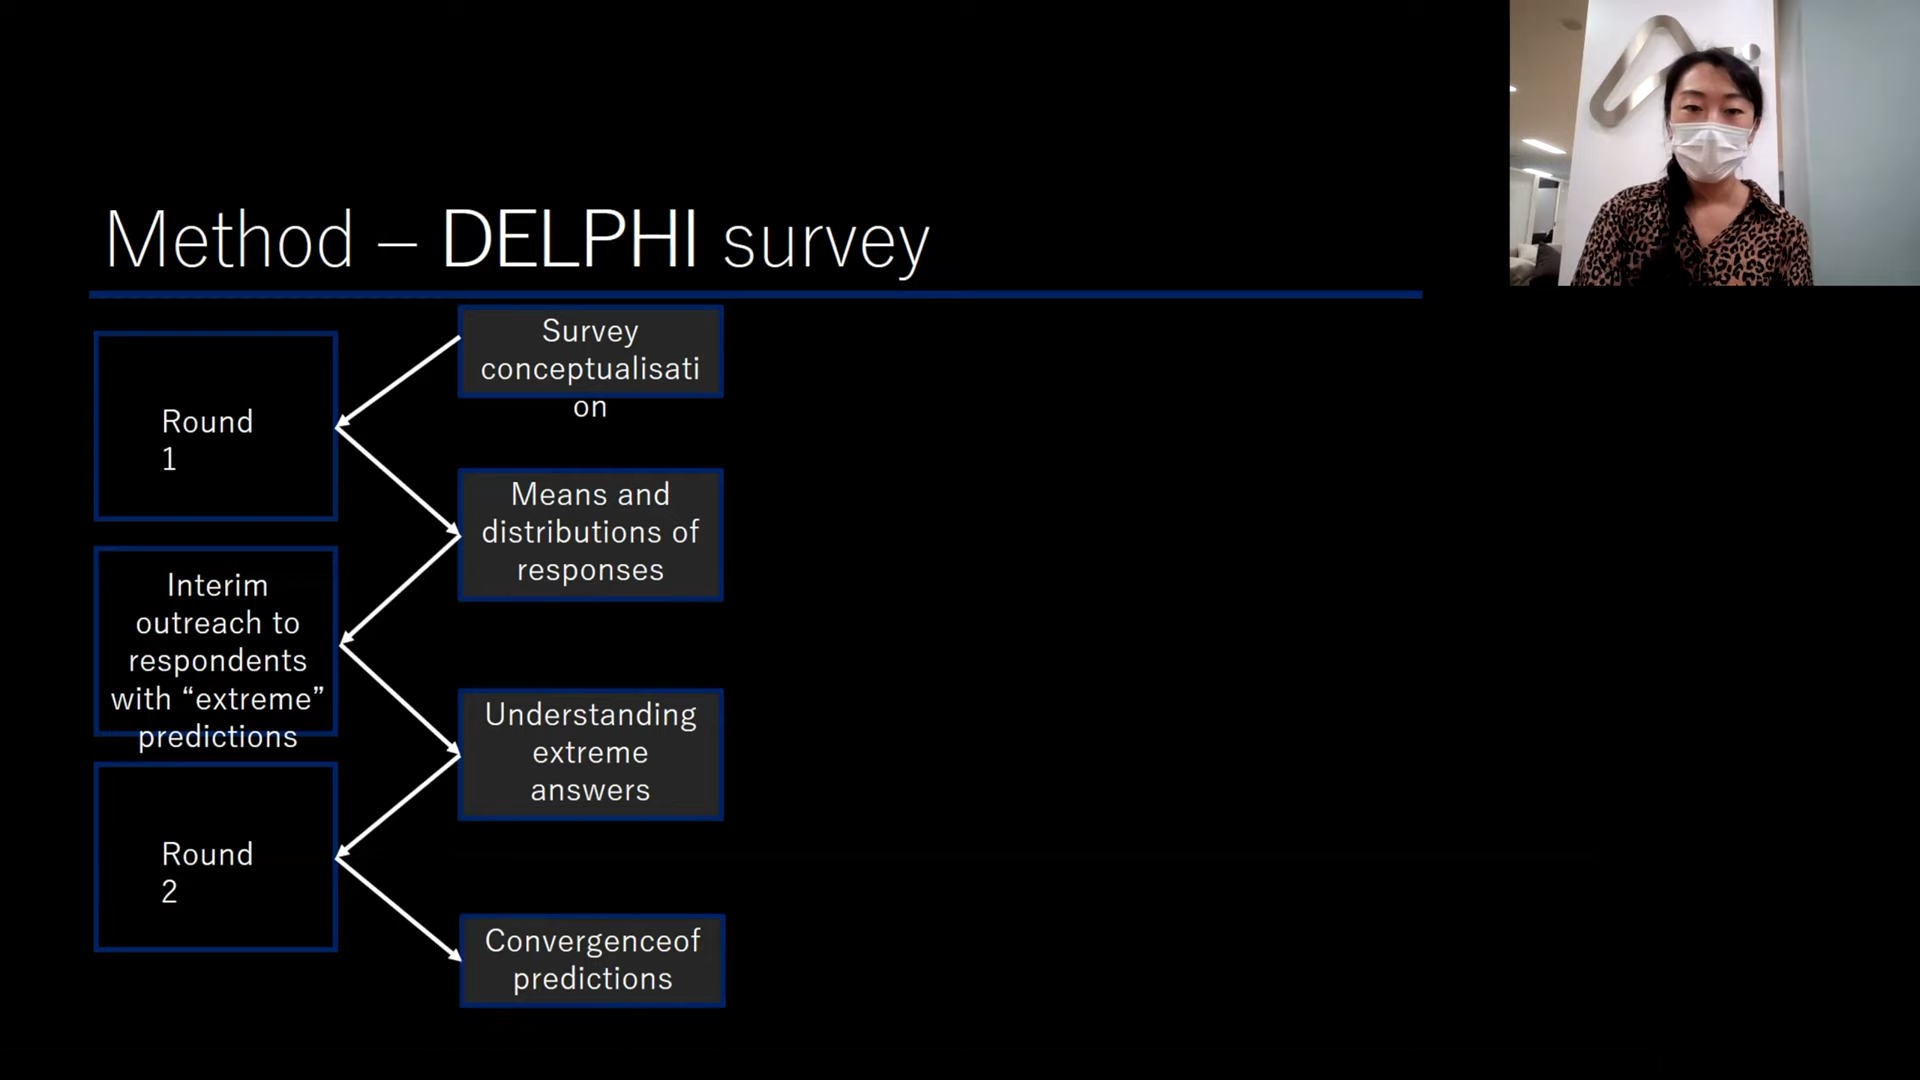 Method – DELPHI survey
Survey
conceptualisati
on
Round
1
Means and
distributions of
responses
Interim
outreach to
respondents
with “extreme”
predictions
Understanding
extreme
answers
Round
2
Convergenceof
predictions